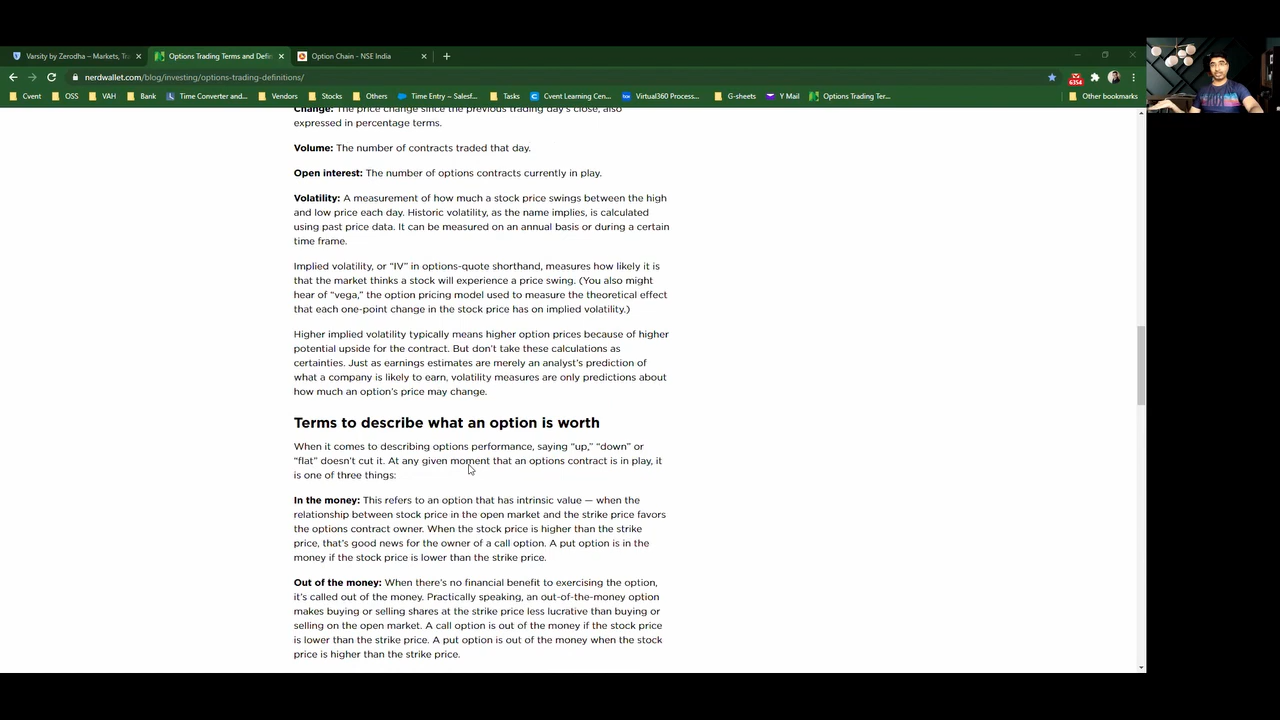 Varsity by Zerodha – Markets, Tr
Options Trading Terms and Defin
Option Chain - NSE India
nerdwallet.com/blog/investing/options-trading-definitions/
6354
Cvent
OSS
VAH
Bank
Time Converter and...
Vendors
Stocks
Others
Time Entry ~ Salesf...
Tasks
Cvent Learning Cen...
Virtual360 Process...
G-sheets
Y Mail
Options Trading Ter...
Other bookmarks
Change: The price change since the previous trading day's close, also
expressed in percentage terms.
Volume: The number of contracts traded that day.
Open interest: The number of options contracts currently in play.
Volatility: A measurement of how much a stock price swings between the high
and low price each day. Historic volatility, as the name implies, is calculated
using past price data. It can be measured on an annual basis or during a certain
time frame.
Implied volatility, or “IV” in options-quote shorthand, measures how likely it is
that the market thinks a stock will experience a price swing. (You also might
hear of “vega,” the option pricing model used to measure the theoretical effect
that each one-point change in the stock price has on implied volatility.)
Higher implied volatility typically means higher option prices because of higher
potential upside for the contract. But don’t take these calculations as
certainties. Just as earnings estimates are merely an analyst’s prediction of
what a company is likely to earn, volatility measures are only predictions about
how much an option’s price may change.
Terms to describe what an option is worth
When it comes to describing options performance, saying “up,” “down” or
“flat” doesn’t cut it. At any given moment that an options contract is in play, it
is one of three things:
In the money: This refers to an option that has intrinsic value — when the
relationship between stock price in the open market and the strike price favors
the options contract owner. When the stock price is higher than the strike
price, that’s good news for the owner of a call option. A put option is in the
money if the stock price is lower than the strike price.
Out of the money: When there’s no financial benefit to exercising the option,
it’s called out of the money. Practically speaking, an out-of-the-money option
makes buying or selling shares at the strike price less lucrative than buying or
selling on the open market. A call option is out of the money if the stock price
is lower than the strike price. A put option is out of the money when the stock
price is higher than the strike price.